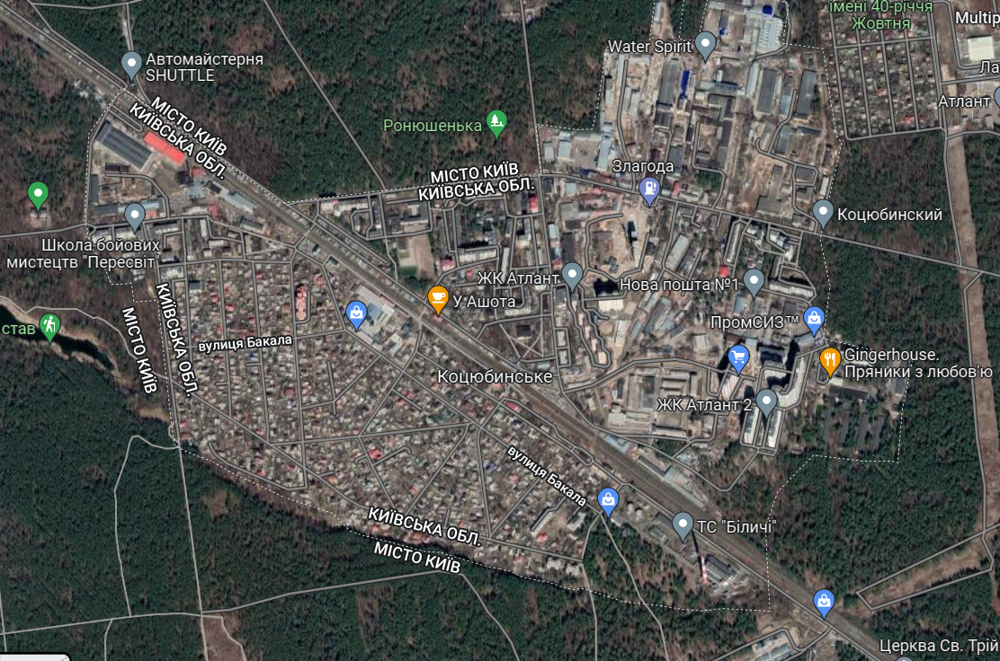 імені 40-річчя
Жовтня
Multip
Water Spirit
Автомайстерня
SHUTTLE
Ла
Атлант
МІСТО КИЇВ
КИЇВСЬКА ОБЛ.
Ронюшенька
Злагода
МІСТО КИЇВ
КИЇВСЬКА ОБЛ.
Коцюбинский
Школа бойових
мистецтв "Пересвіт"
ЖК Атлант
Нова пошта №1
У Ашота
ПромСИЗ™
став
МІСТО КИЇВ
КИЇВСЬКА ОБЛ.
вулиця Бакала
Gingerhouse.
Пряники з любов'ю
Коцюбинське
ЖК Атлант 2
вулиця Бакала
КИЇВСЬКА ОБЛ.
МІСТО КИЇВ
ТС "Біличі"
Церква Св. Трій